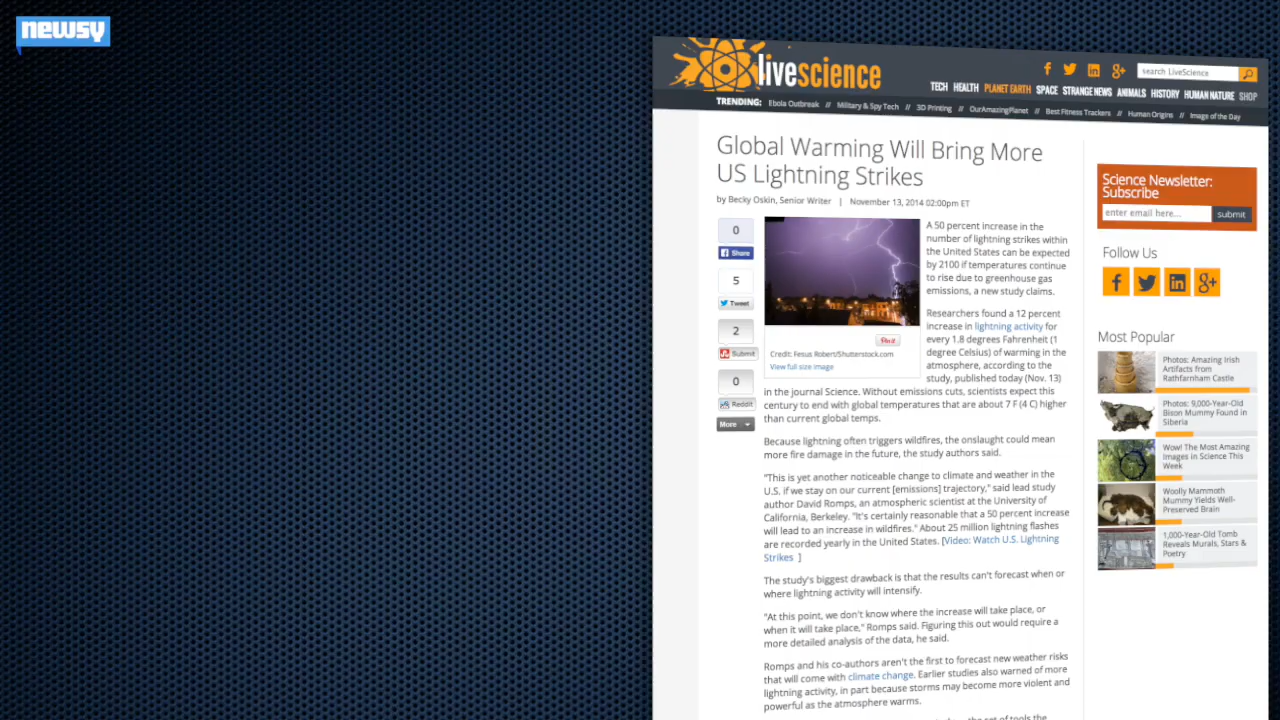 newsy
livescience
search LiveScience
TECH HEALTH PLANET EARTH SPACE STRANGE NEWS ANIMALS HISTORY HUMAN NATURE SHOP
TRENDING: Ebola Outbreak // Military & Spy Tech // 3D Printing // OurAmazingPlanet // Best Fitness Trackers // Human Origins // Image of the Day
Global Warming Will Bring More
US Lightning Strikes
by Becky Oskin, Senior Writer | November 13, 2014 02:00pm ET
0
Share
5
Tweet
2
Submit
0
Reddit
More
Pin it
Credit: Fesus Robert/Shutterstock.com
View full size image
A 50 percent increase in the
number of lightning strikes within
the United States can be expected
by 2100 if temperatures continue
to rise due to greenhouse gas
emissions, a new study claims.
Researchers found a 12 percent
increase in lightning activity for
every 1.8 degrees Fahrenheit (1
degree Celsius) of warming in the
atmosphere, according to the
study, published today (Nov. 13)
in the journal Science. Without emissions cuts, scientists expect this
century to end with global temperatures that are about 7 F (4 C) higher
than current global temps.
Because lightning often triggers wildfires, the onslaught could mean
more fire damage in the future, the study authors said.
"This is yet another noticeable change to climate and weather in the
U.S. if we stay on our current [emissions] trajectory," said lead study
author David Romps, an atmospheric scientist at the University of
California, Berkeley. "It's certainly reasonable that a 50 percent increase
will lead to an increase in wildfires." About 25 million lightning flashes
are recorded yearly in the United States. [Video: Watch U.S. Lightning
Strikes ]
The study's biggest drawback is that the results can't forecast when or
where lightning activity will intensify.
"At this point, we don't know where the increase will take place, or
when it will take place," Romps said. Figuring this out would require a
more detailed analysis of the data, he said.
Romps and his co-authors aren't the first to forecast new weather risks
that will come with climate change. Earlier studies also warned of more
lightning activity, in part because storms may become more violent and
powerful as the atmosphere warms.
Science Newsletter:
Subscribe
enter email here... submit
Follow Us
Most Popular
Photos: Amazing Irish
Artifacts from
Rathfarnham Castle
Photos: 9,000-Year-Old
Bison Mummy Found in
Siberia
Wow! The Most Amazing
Images in Science This
Week
Woolly Mammoth
Mummy Yields Well-
Preserved Brain
1,000-Year-Old Tomb
Reveals Murals, Stars &
Poetry